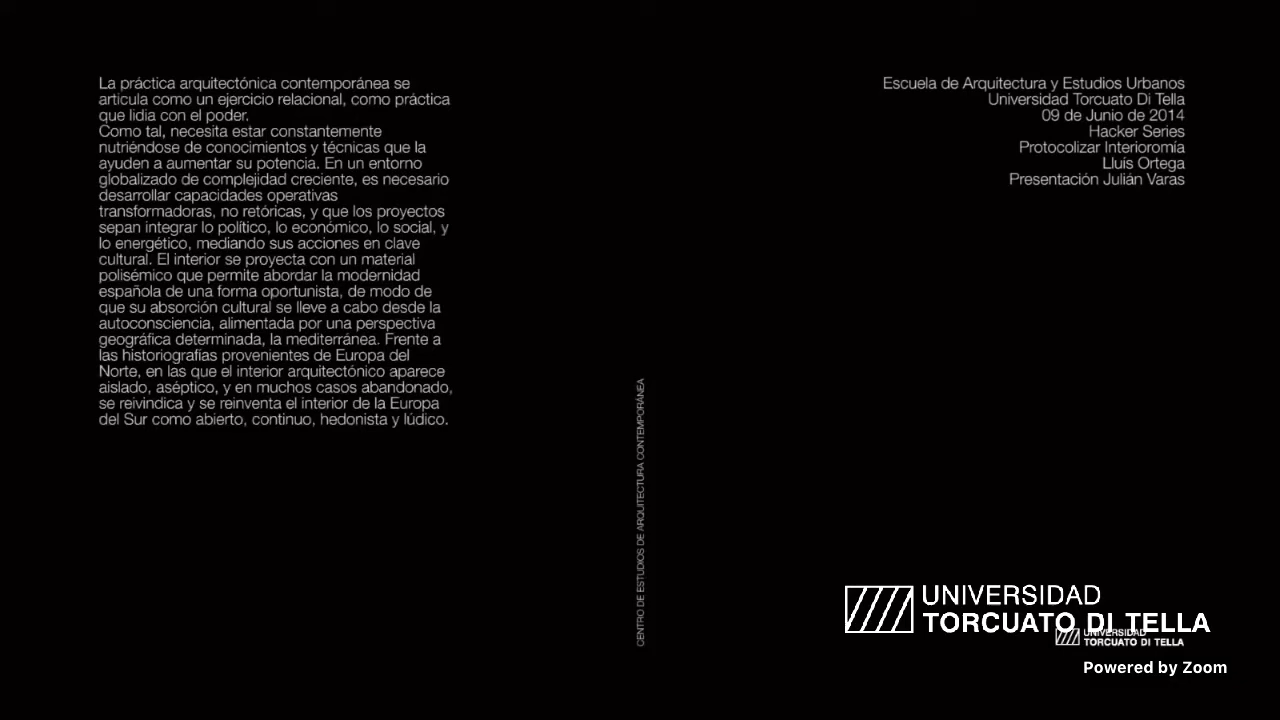 La práctica arquitectónica contemporánea se
articula como un ejercicio relacional, como práctica
que lidia con el poder.
Como tal, necesita estar constantemente
nutriéndose de conocimientos y técnicas que la
ayuden a aumentar su potencia. En un entorno
globalizado de complejidad creciente, es necesario
desarrollar capacidades operativas
transformadoras, no retóricas, y que los proyectos
sepan integrar lo político, lo económico, lo social, y
lo energético, mediando sus acciones en clave
cultural. El interior se proyecta con un material
polisémico que permite abordar la modernidad
española de una forma oportunista, de modo de
que su absorción cultural se lleve a cabo desde la
autoconsciencia, alimentada por una perspectiva
geográfica determinada, la mediterránea. Frente a
las historiografías provenientes de Europa del
Norte, en las que el interior arquitectónico aparece
aislado, aséptico, y en muchos casos abandonado,
se reivindica y se reinventa el interior de la Europa
del Sur como abierto, continuo, hedonista y lúdico.
CENTRO DE ESTUDIOS DE ARQUITECTURA CONTEMPORÁNEA
Escuela de Arquitectura y Estudios Urbanos
Universidad Torcuato Di Tella
09 de Junio de 2014
Hacker Series
Protocolizar Interioromía
Lluís Ortega
Presentación Julián Varas
UNIVERSIDAD
TORCUATO DI TELLA
UNIVERSIDAD
TORCUATO DI TELLA
Powered by Zoom